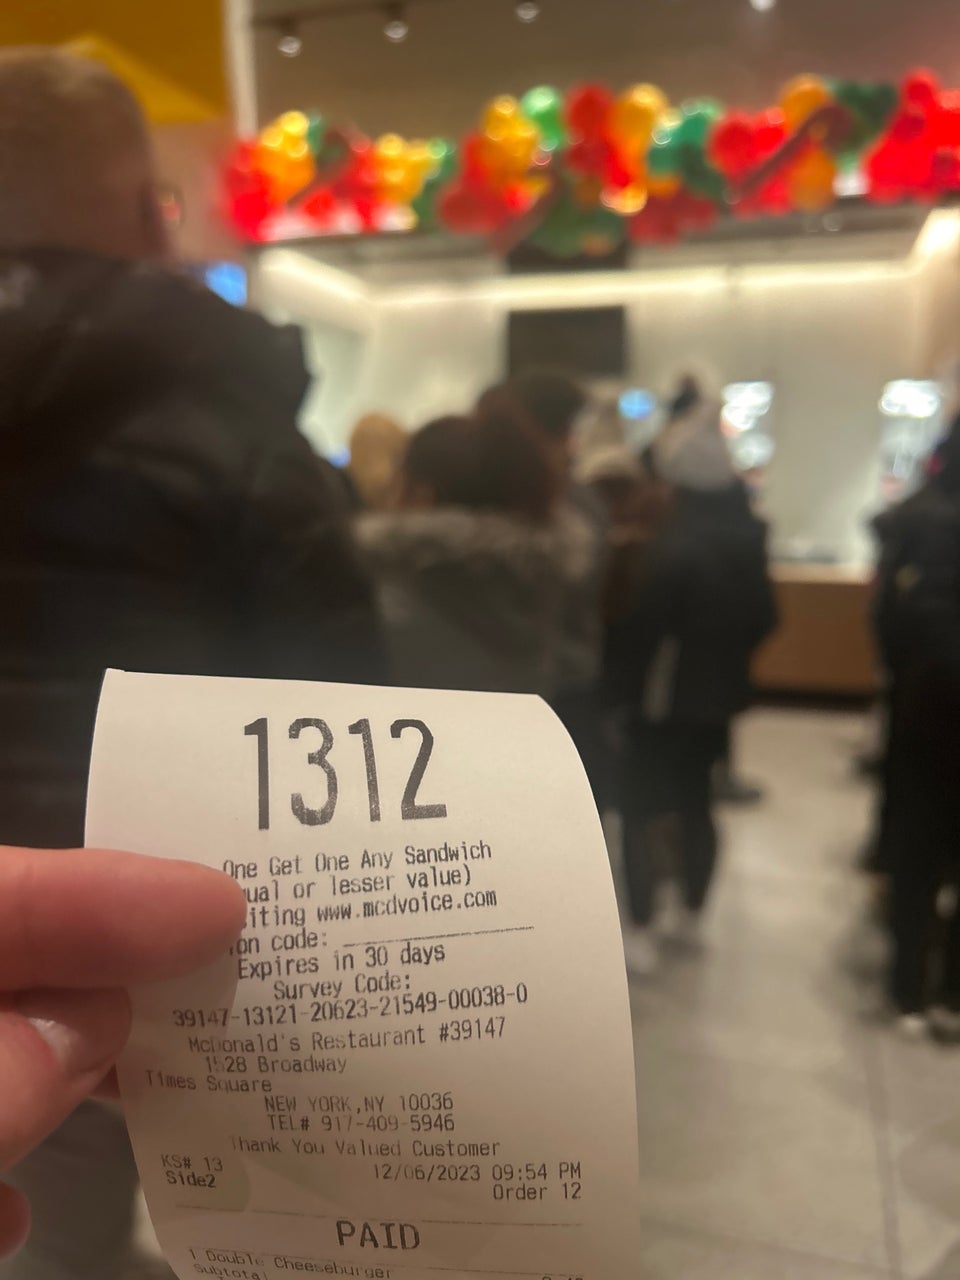 1312
One Get One Any Sandwich
ual or lesser value)
iting www.mcdvoice.com
on code:
Expires in 30 days
Survey Code:
39147-13121-20623-21549-00038-0
McDonald's Restaurant #39147
1528 Broadway
Times Square
NEW YORK,NY 10036
TEL# 917-409-5946
Thank You Valued Customer
KS# 13 12/06/2023 09:54 PM
Side2 Order 12
PAID
1 Double Cheeseburger
Subtotal